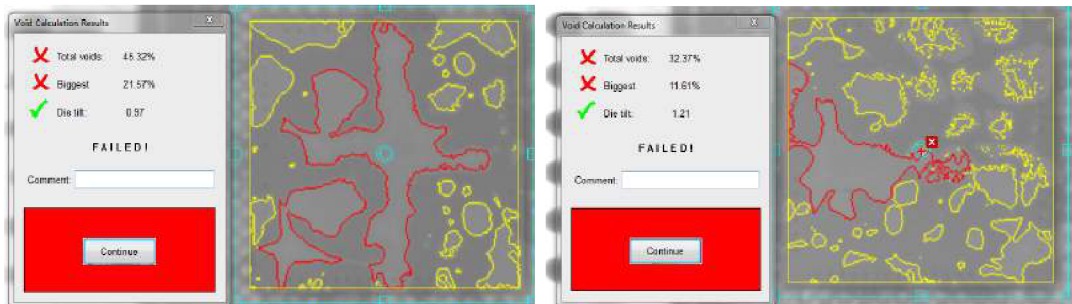 Void Calculation Results
Total voids: 45.32%
Biggest 21.57%
Die tilt: 0.97
FAILED!
Comment:
Continue
Void Calculation Results
Total voids: 32.37%
Biggest 11.61%
Die tilt: 1.21
FAILED!
Comment:
Continue